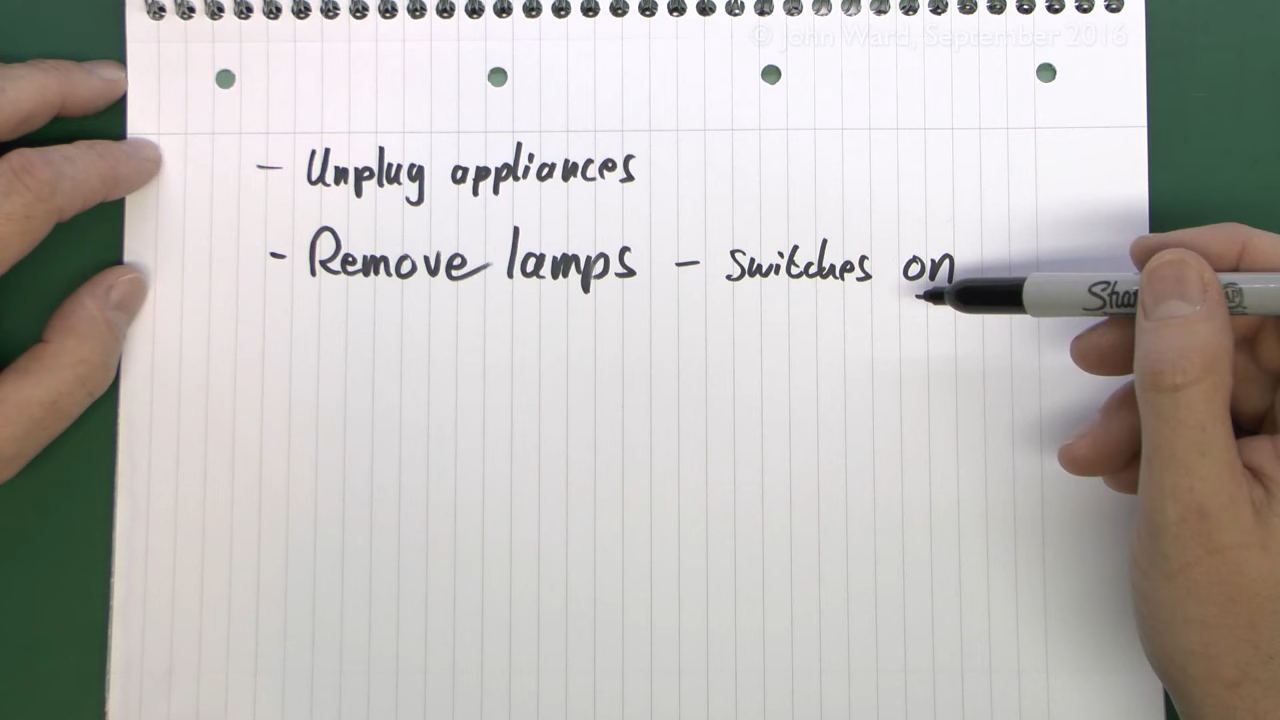 © John Ward, September 2016
- Unplug appliances
- Remove lamps - switches on